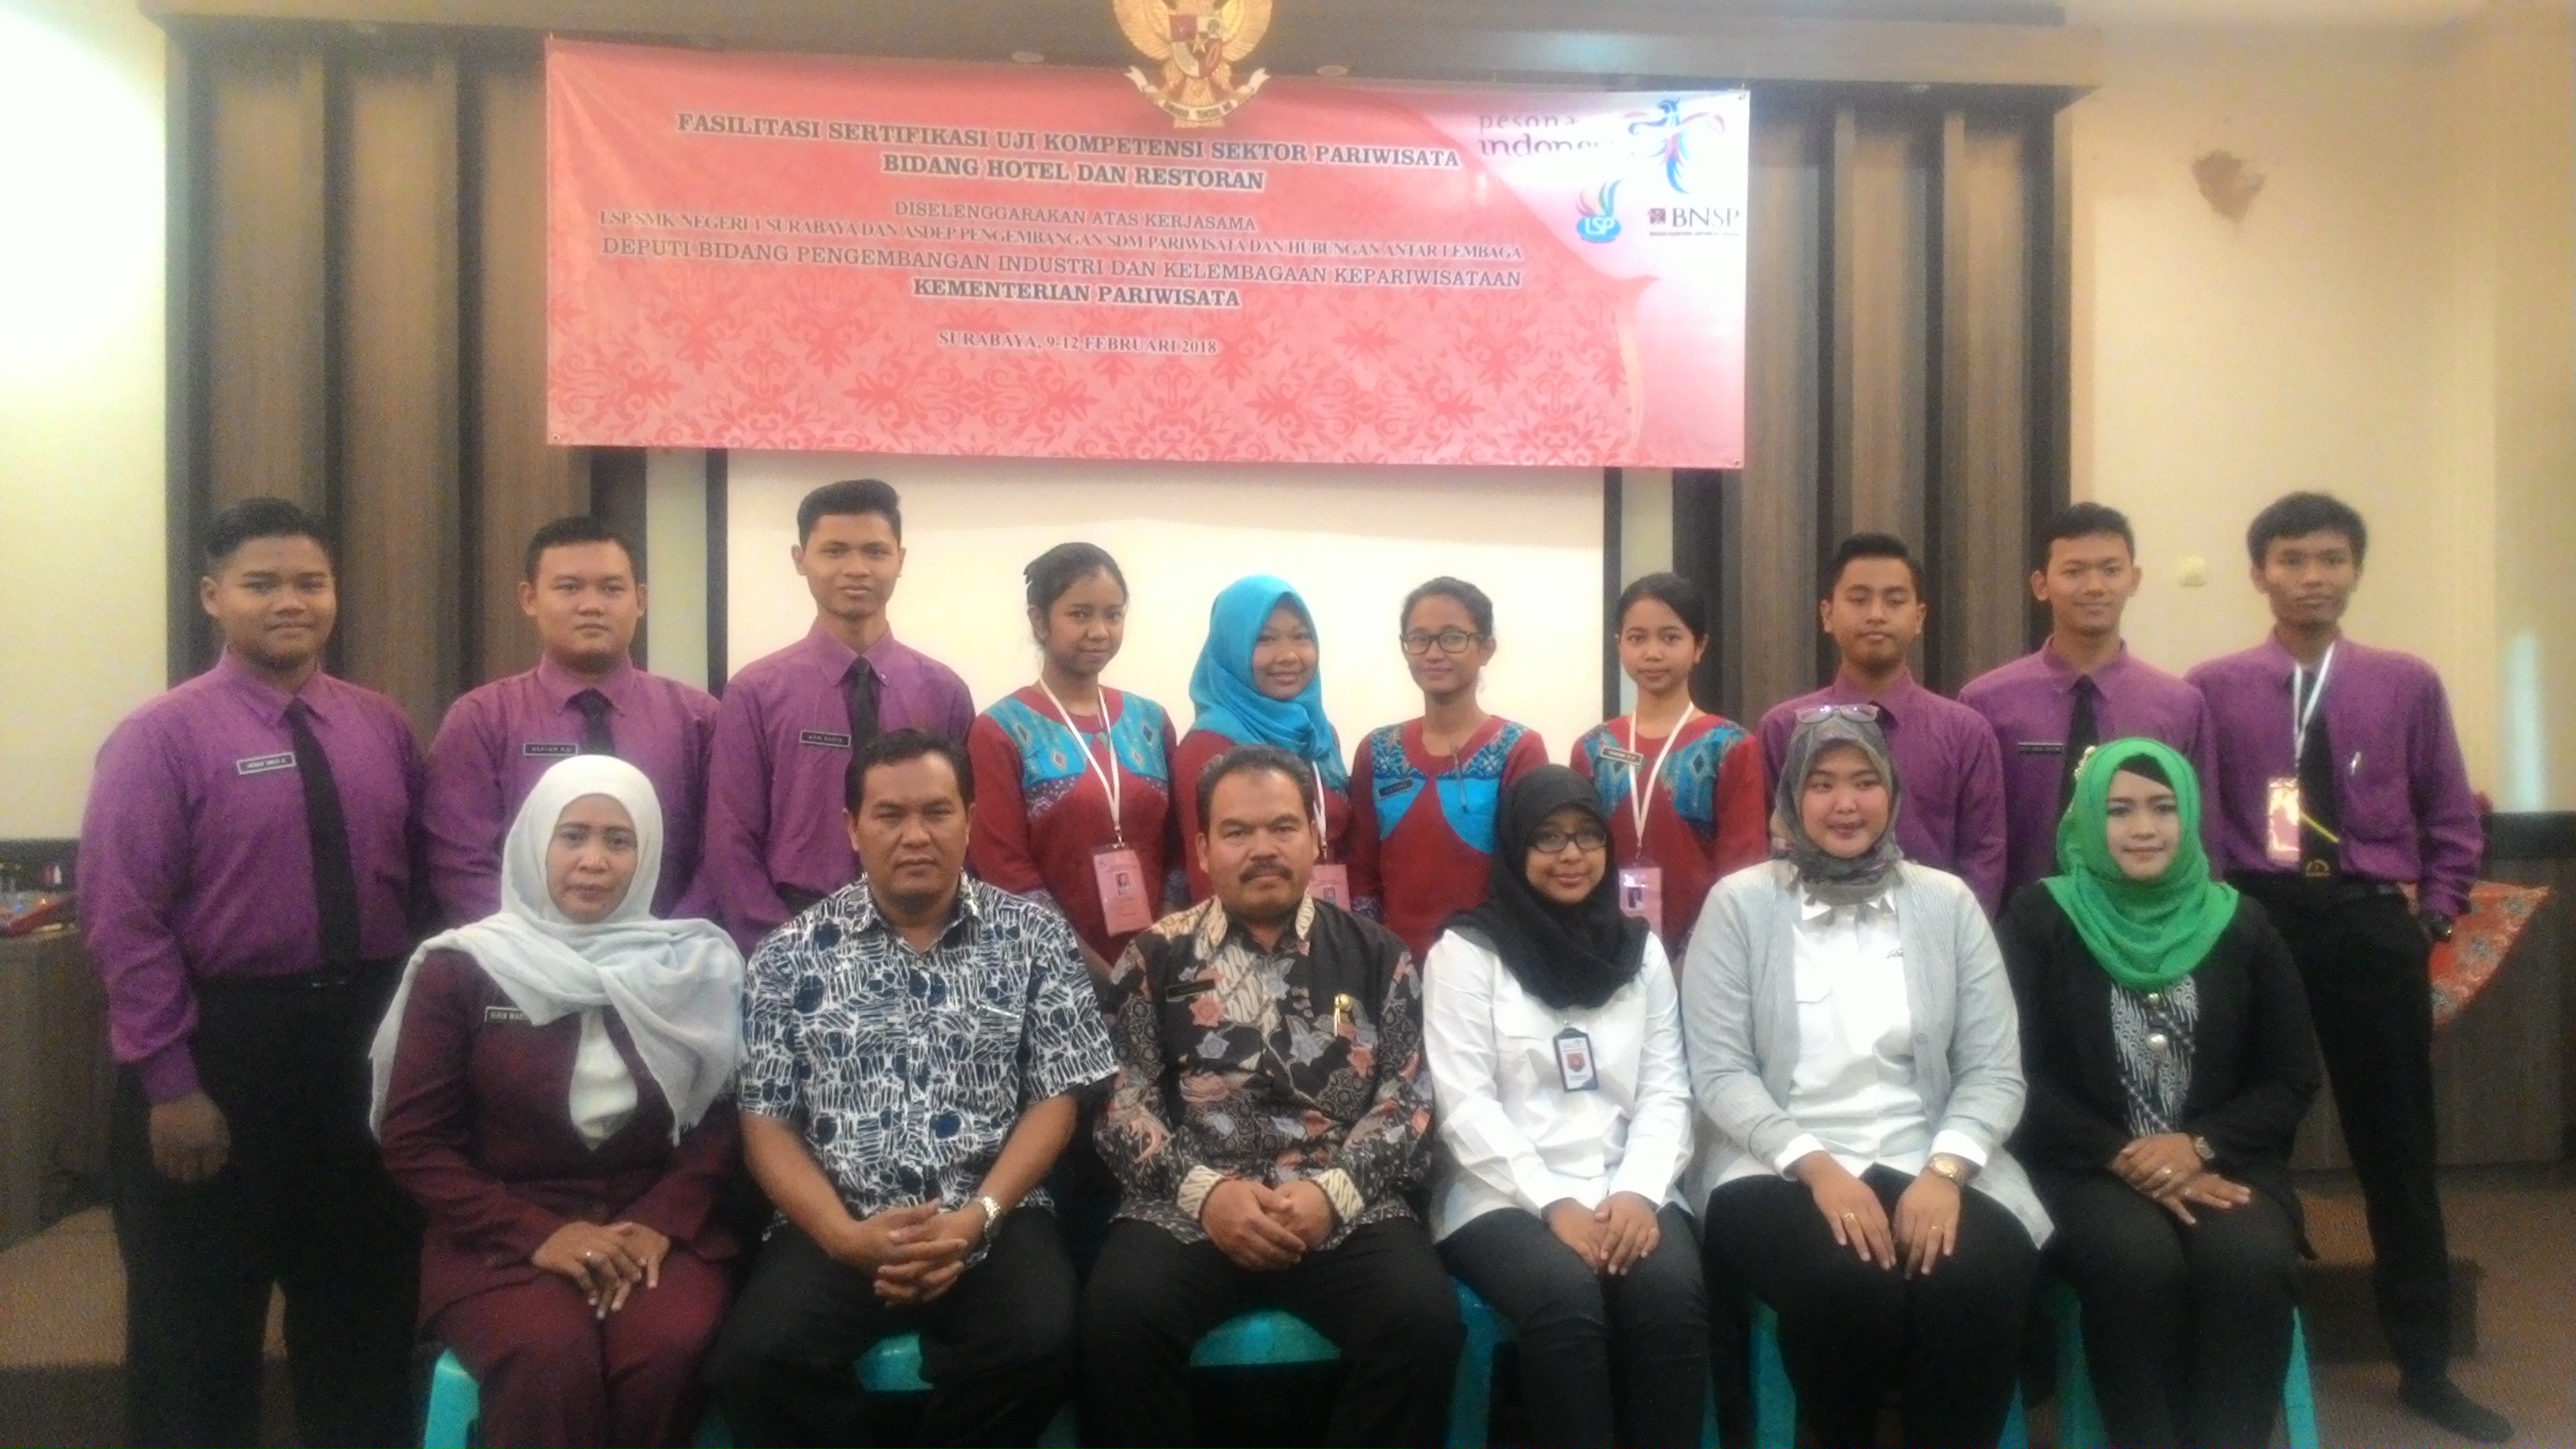 FASILITASI SERTIFIKASI UJI KOMPETENSI SEKTOR PARIWISATA
BIDANG HOTEL DAN RESTORAN
DISELENGGARAKAN ATAS KERJASAMA
LSP SMK NEGERI 1 SURABAYA DAN ASDEP PENGEMBANGAN SDM PARIWISATA DAN HUBUNGAN ANTAR LEMBAGA
DEPUTI BIDANG PENGEMBANGAN INDUSTRI DAN KELEMBAGAAN KEPARIWISATAAN
KEMENTERIAN PARIWISATA
SURABAYA, 9-12 FEBRUARI 2018
pesona
indones
LSP
BNSP